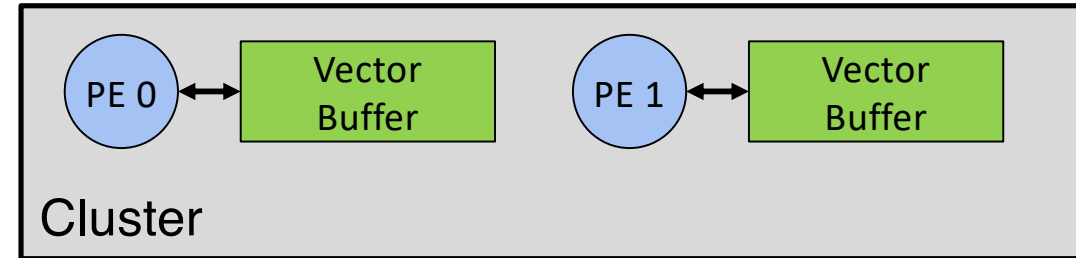 PE 0
Vector
Buffer
PE 1
Vector
Buffer
Cluster